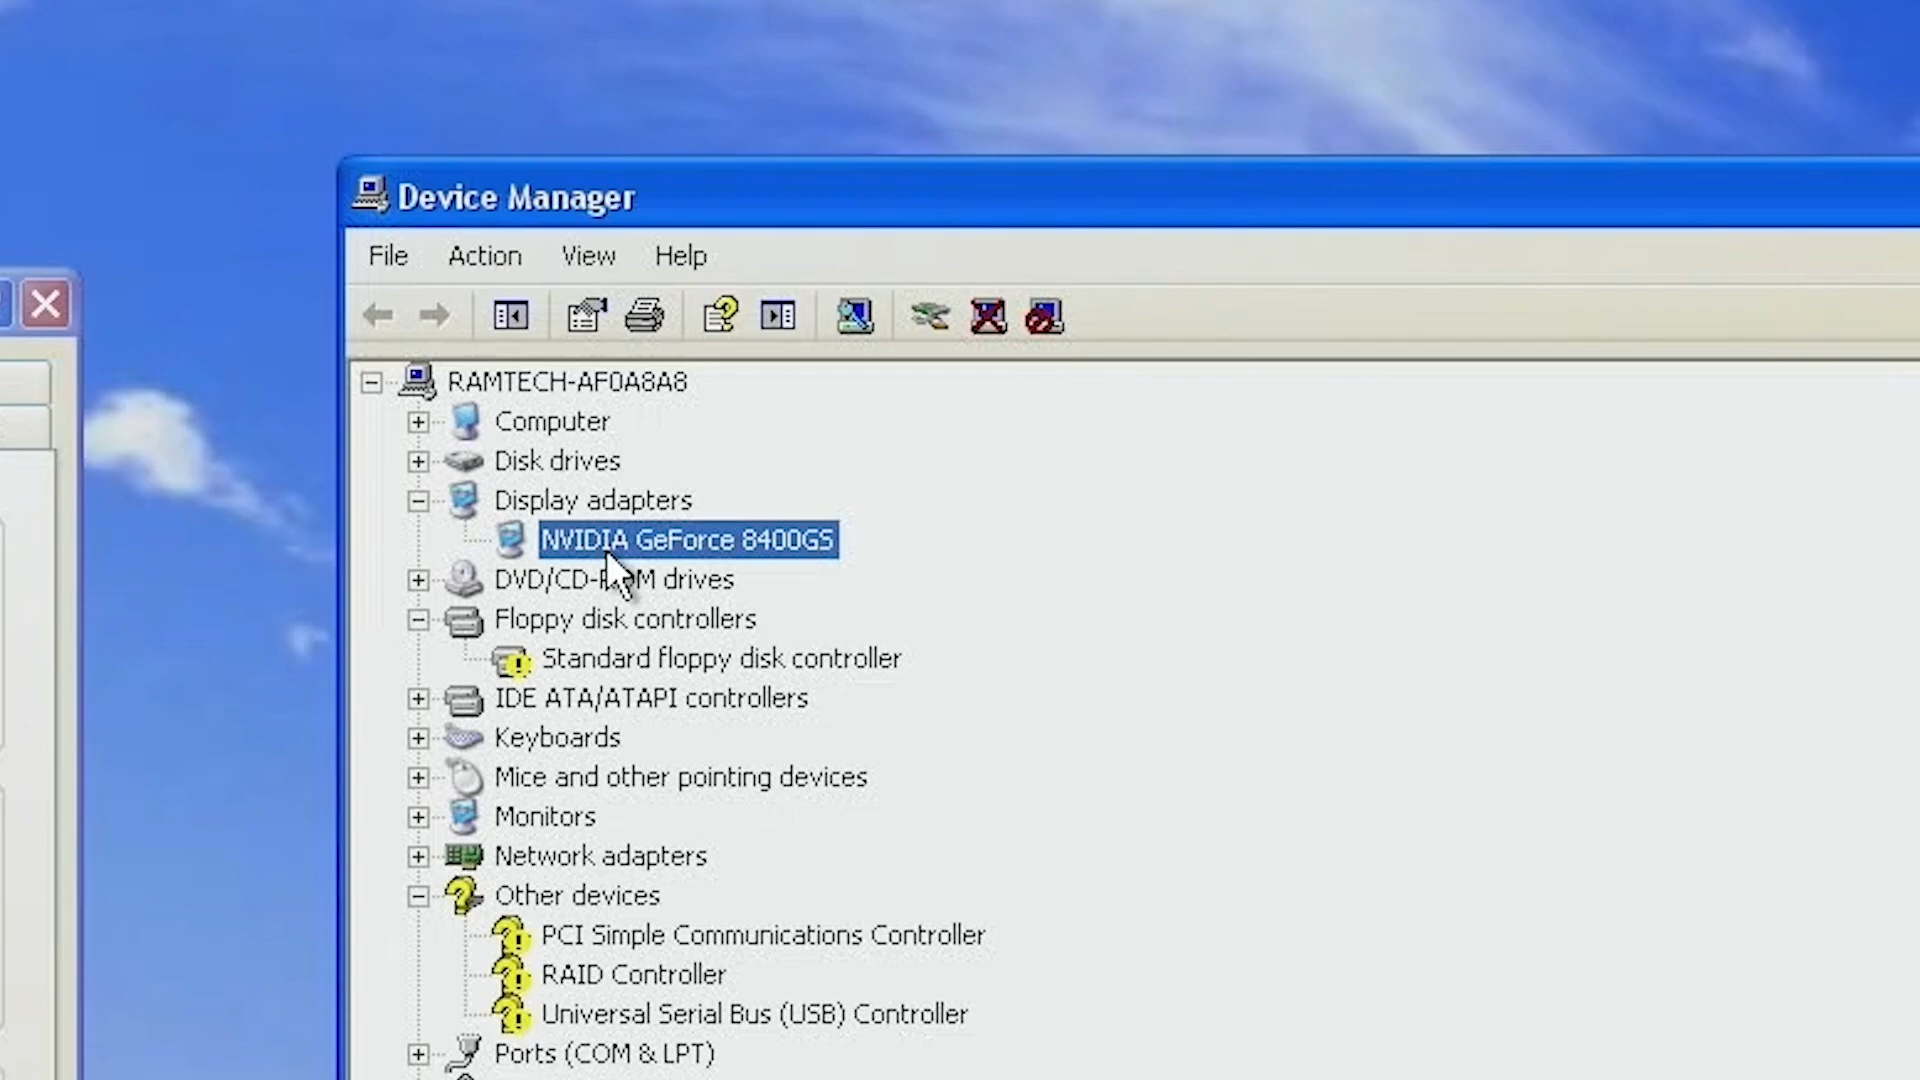 Device Manager
File Action View Help
RAMTECH-AF0A8A8
Computer
Disk drives
Display adapters
NVIDIA GeForce 8400GS
DVD/CD-ROM drives
Floppy disk controllers
Standard floppy disk controller
IDE ATA/ATAPI controllers
Keyboards
Mice and other pointing devices
Monitors
Network adapters
Other devices
PCI Simple Communications Controller
RAID Controller
Universal Serial Bus (USB) Controller
Ports (COM & LPT)